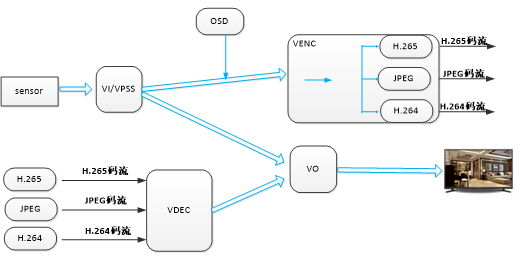 OSD
VENC
H.265
H.265码流
JPEG
JPEG码流
H.264
H.264码流
sensor
VI/VPSS
VO
H.265
H.265码流
JPEG
JPEG码流
VDEC
H.264
H.264码流